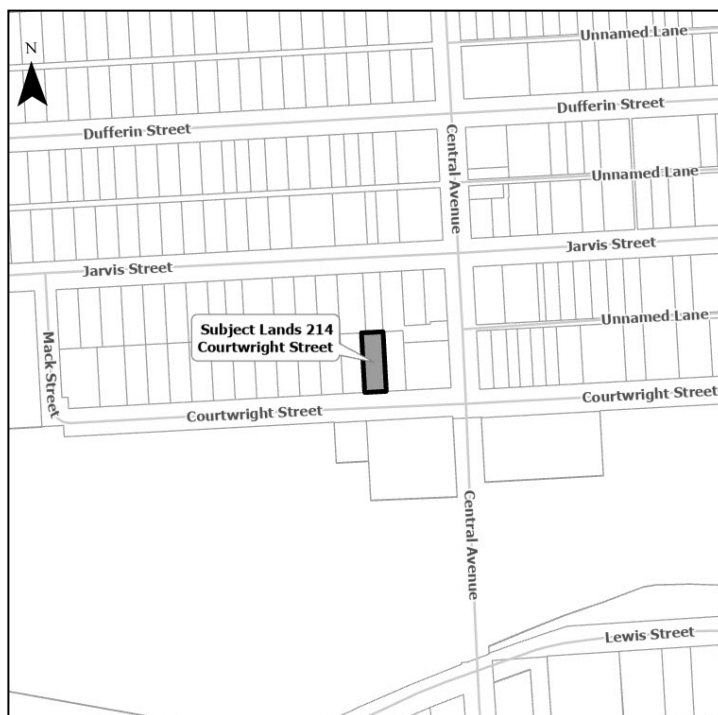 Unnamed Lane
N
Dufferin Street
Dufferin Street
Central Avenue
Unnamed Lane
Jarvis Street
Jarvis Street
Unnamed Lane
Subject Lands 214
Courtwright Street
Mack Street
Courtwright Street
Courtwright Street
Central Avenue
Lewis Street